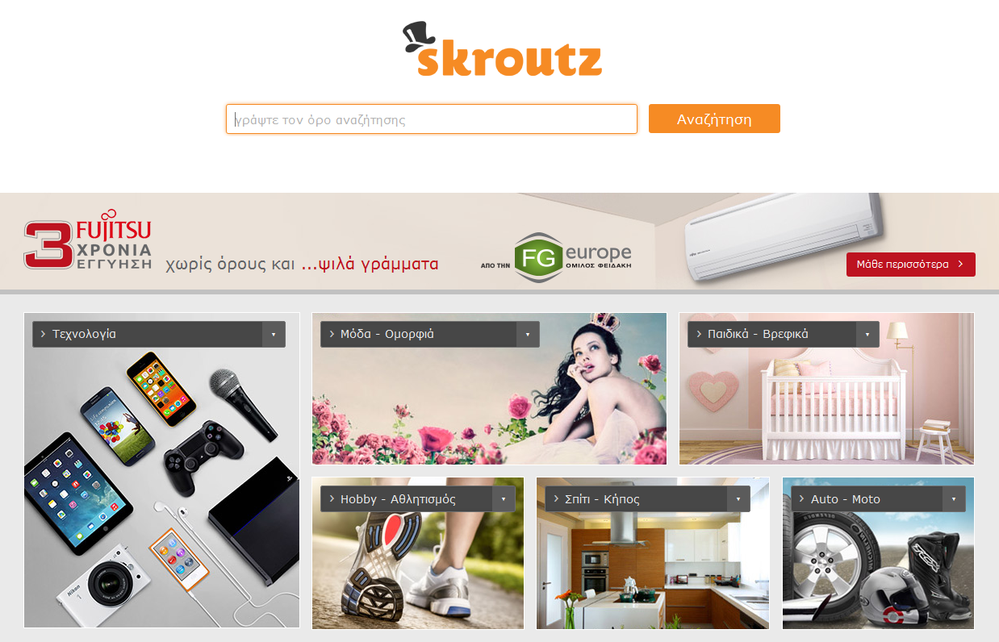 skroutz
γράψτε τον όρο αναζήτησης
Αναζήτηση
3 FUJITSU
ΧΡΟΝΙΑ
ΕΓΓΥΗΣΗ
χωρίς όρους και ...ψιλά γράμματα
ΑΠΟ ΤΗΝ FG europe
ΟΜΙΛΟΣ ΦΕΙΔΑΚΗ
Μάθε περισσότερα
Τεχνολογία
Μόδα - Ομορφιά
Παιδικά - Βρεφικά
Hobby - Αθλητισμός
Σπίτι - Κήπος
Auto - Moto
Nikon